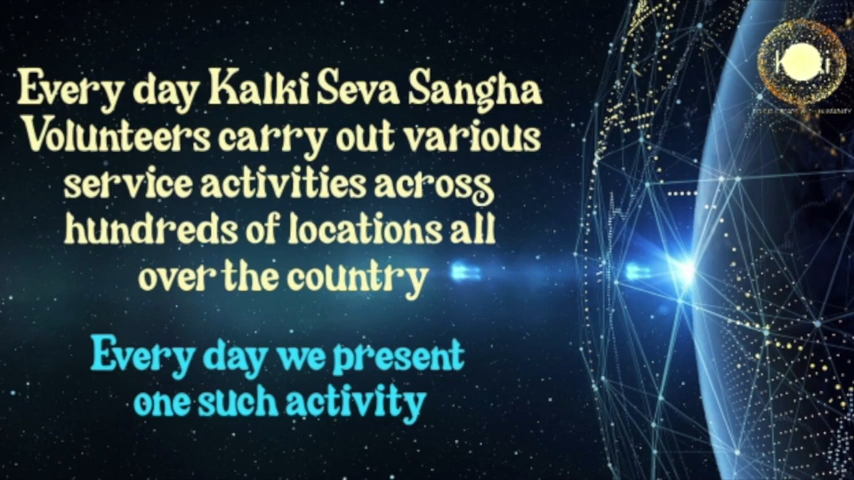 Every day Kalki Seva Sangha
Volunteers carry out various
service activities across
hundreds of locations all
over the country
Every day we present
one such activity